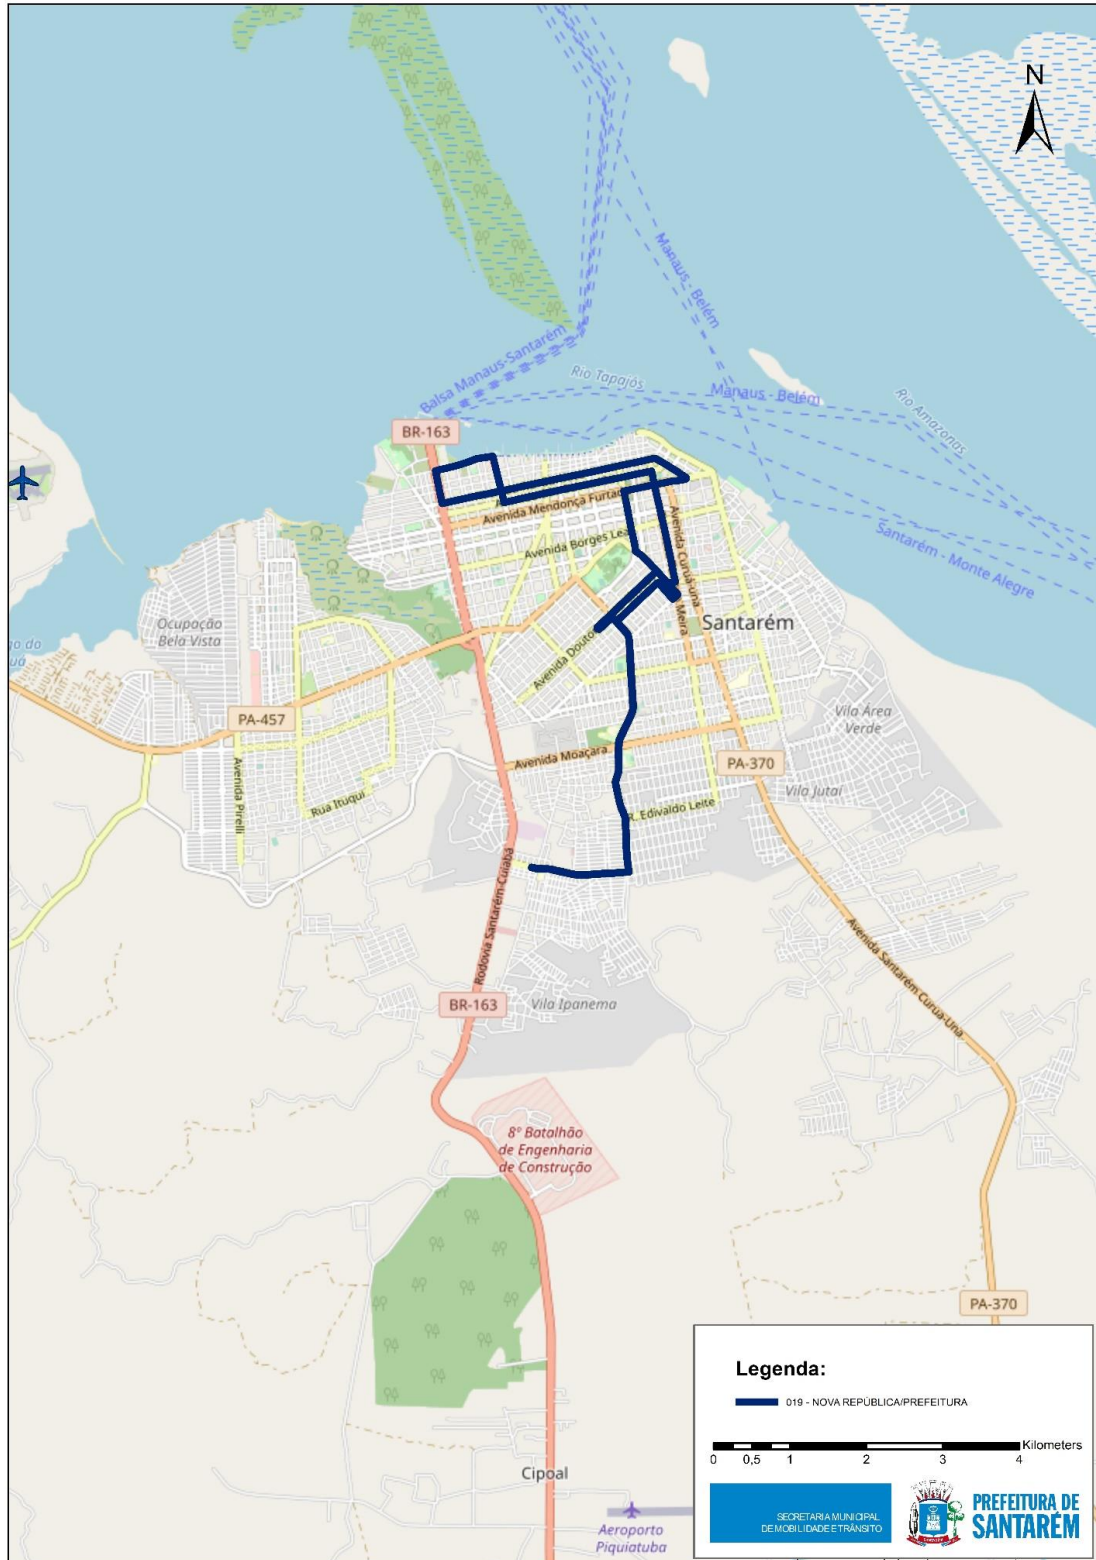 N
Manaus - Belém
Balsa Manaus-Santarém
Rio Tapajós
Manaus - Belém
Rio Amazonas
BR-163
Avenida Mendonça Furtado
Avenida Borges Leal
Avenida Curuá-Una
Santarém - Monte Alegre
Ocupação
Bela Vista
Meira
Santarém
Avenida Douto
PA-457
Vila Área
Verde
Avenida Moaçara
PA-370
Avenida Pirelli
Rua Ituqui
Vila Jutai
R. Edivaldo Leite
Rodovia Santarém-Cuiabá
Avenida Santarém Curuá-Una
BR-163
Vila Ipanema
8º Batalhão
de Engenharia
de Construção
PA-370
Legenda:
019 - NOVA REPÚBLICA/PREFEITURA
Kilometers
0 0,5 1 2 3 4
Cipoal
SECRETARIA MUNICIPAL
DE MOBILIDADE E TRÂNSITO
PREFEITURA DE
SANTARÉM
Aeroporto
Piquiatuba